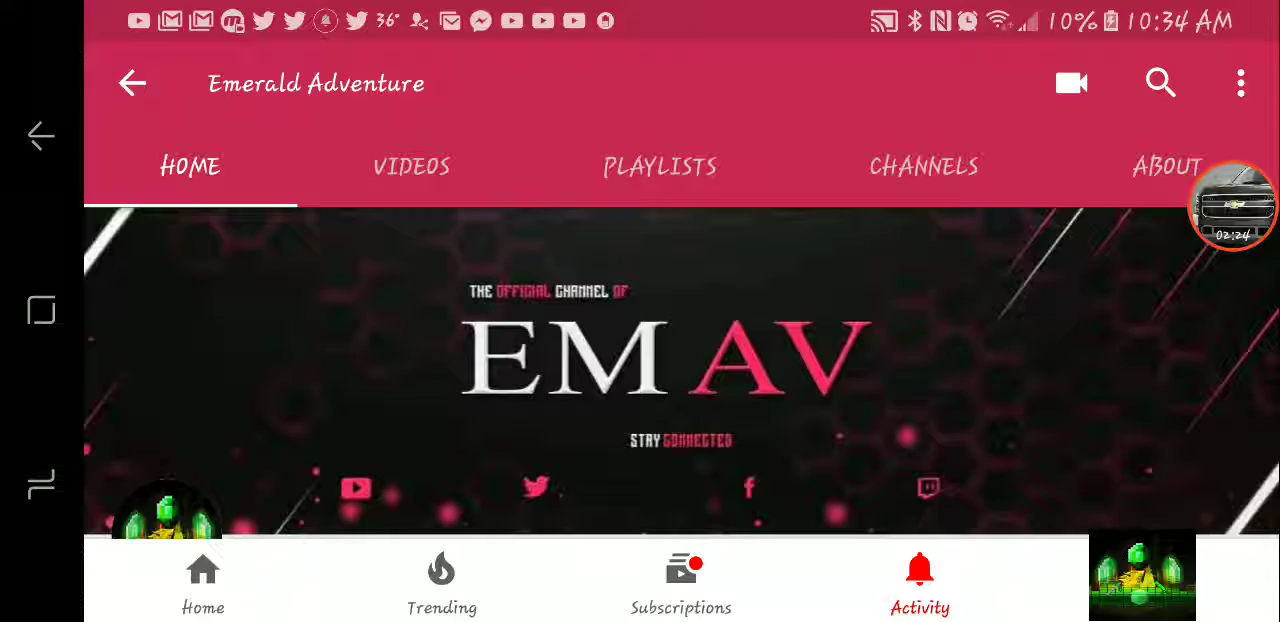 36° 10% 10:34 AM
Emerald Adventure
HOME VIDEOS PLAYLISTS CHANNELS ABOUT
02:24
THE OFFICIAL CHANNEL OF
EM AV
STAY CONNECTED
Home Trending Subscriptions Activity